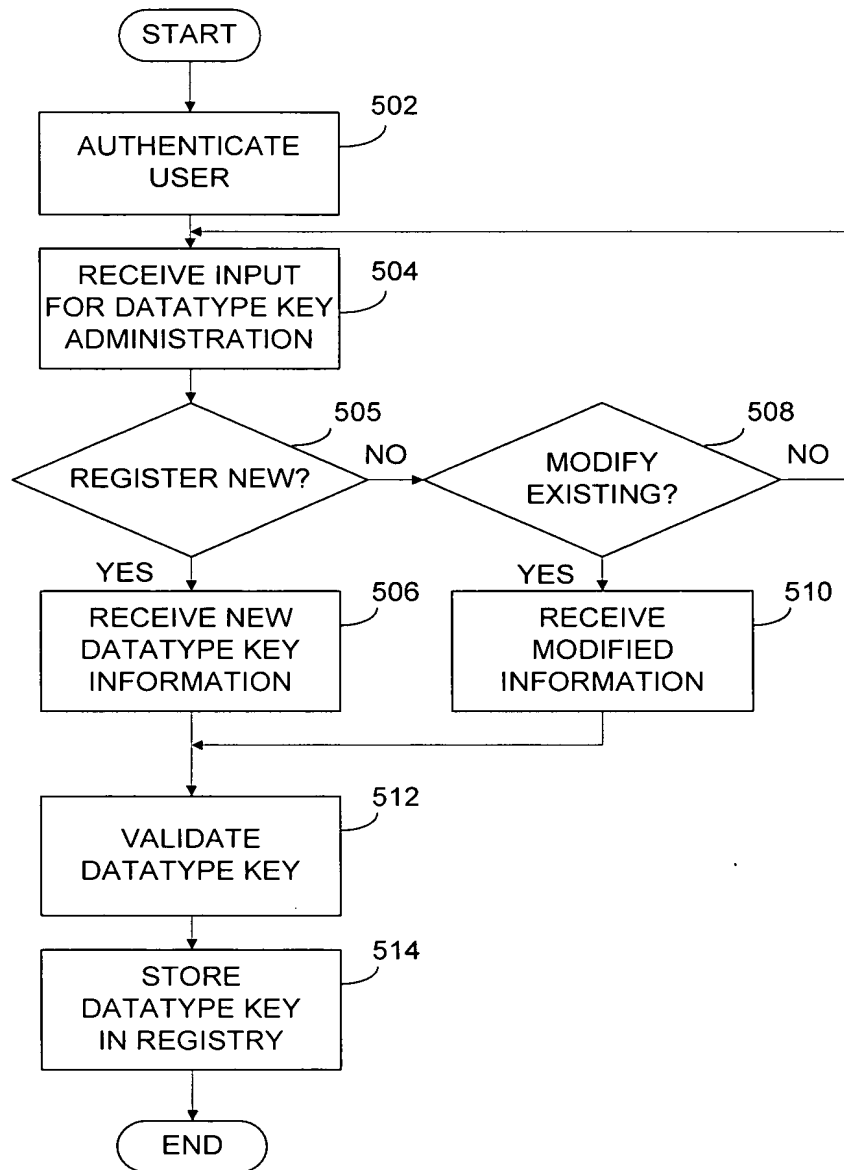 START
502
AUTHENTICATE
USER
RECEIVE INPUT
FOR DATATYPE KEY
ADMINISTRATION
504
505
REGISTER NEW?
NO
508
MODIFY
EXISTING?
NO
YES
506
RECEIVE NEW
DATATYPE KEY
INFORMATION
YES
510
RECEIVE
MODIFIED
INFORMATION
512
VALIDATE
DATATYPE KEY
514
STORE
DATATYPE KEY
IN REGISTRY
END